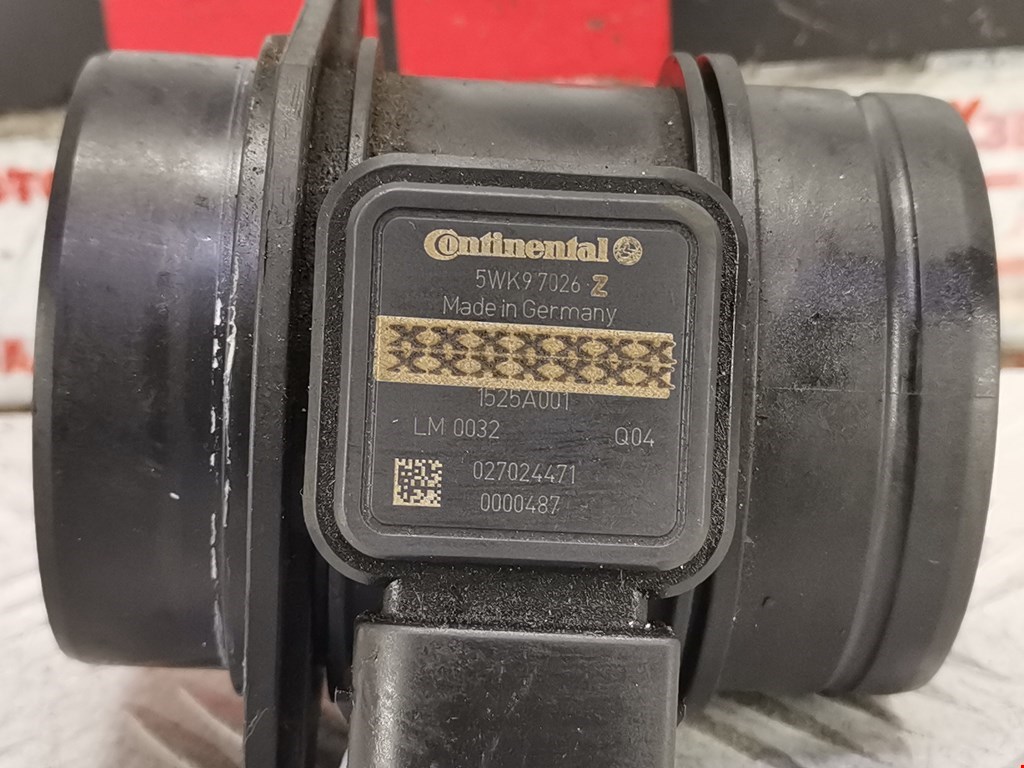 Continental
5WK9 7026 Z
Made in Germany
1525A001
LM 0032 Q04
027024471
0000487